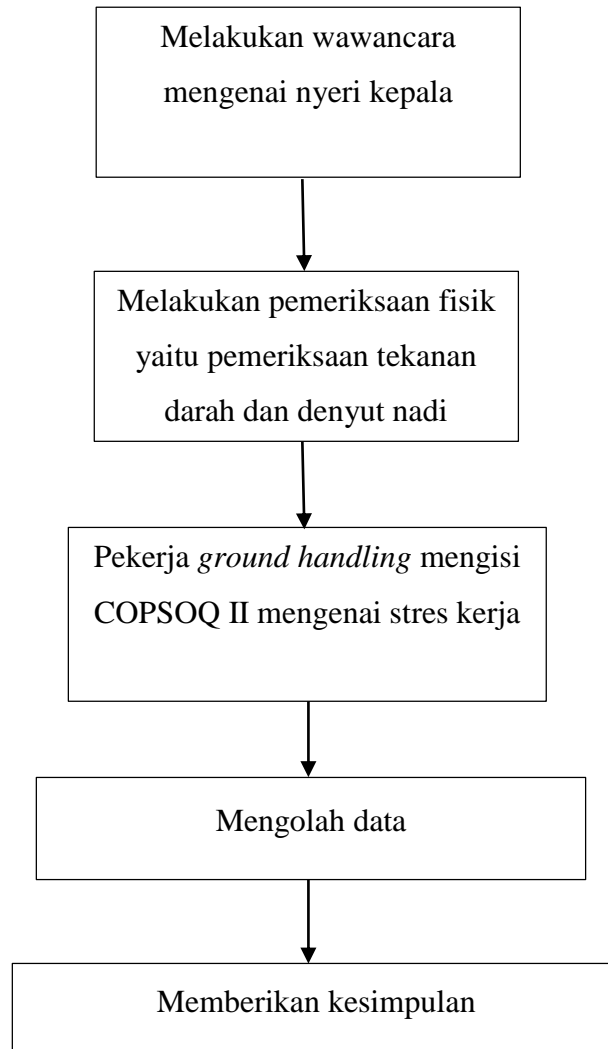 Melakukan wawancara
mengenai nyeri kepala
Melakukan pemeriksaan fisik
yaitu pemeriksaan tekanan
darah dan denyut nadi
Pekerja ground handling mengisi
COPSOQ II mengenai stres kerja
Mengolah data
Memberikan kesimpulan